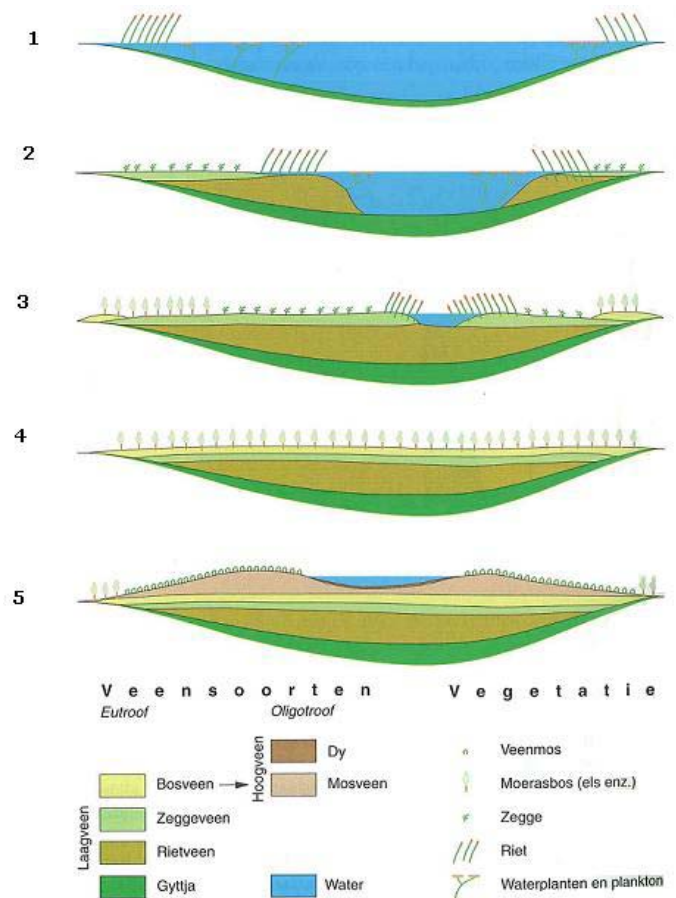 1
2
3
4
5
Veensoorten Vegetatie
Eutroof Oligotroof
Hoogveen
Dy
Veenmos
Laagveen
Bosveen
Mosveen
Moerasbos (els enz.)
Zeggeveen
Zegge
Rietveen
Riet
Gyttja
Water
Waterplanten en plankton